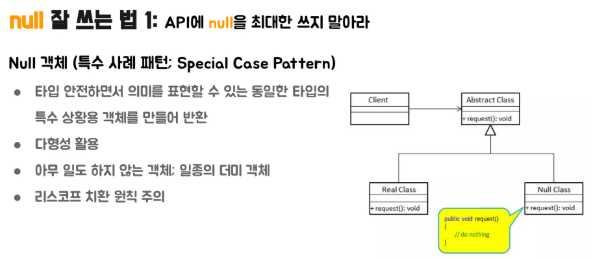 null 잘 쓰는 법 1: API에 null을 최대한 쓰지 말아라
Null 객체 (특수 사례 패턴; Special Case Pattern)
● 타입 안전하면서 의미를 표현할 수 있는 동일한 타입의
특수 상황용 객체를 만들어 반환
● 다형성 활용
● 아무 일도 하지 않는 객체; 일종의 더미 객체
● 리스코프 치환 원칙 주의
Client
Abstract Class
+ request(): void
Real Class
+ request(): void
Null Class
+ request(): void
public void request()
{
// do nothing
}